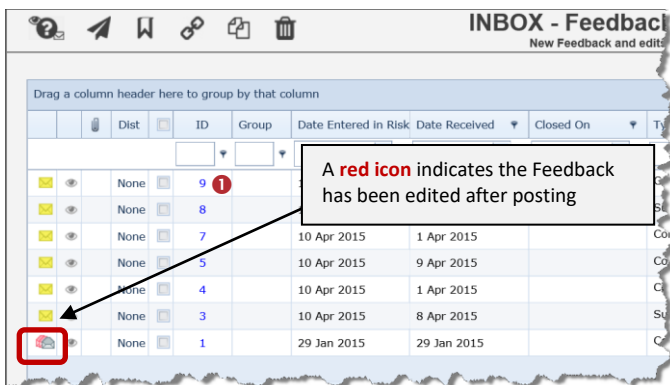 INBOX - Feedbac
New Feedback and edits
Drag a column header here to group by that column
Dist ID Group Date Entered in Risk Date Received Closed On Ty
A red icon indicates the Feedback
has been edited after posting
None 9 1
None 8
None 7 10 Apr 2015 1 Apr 2015
None 5 10 Apr 2015 9 Apr 2015
None 4 10 Apr 2015 1 Apr 2015
None 3 10 Apr 2015 8 Apr 2015
None 1 29 Jan 2015 29 Jan 2015